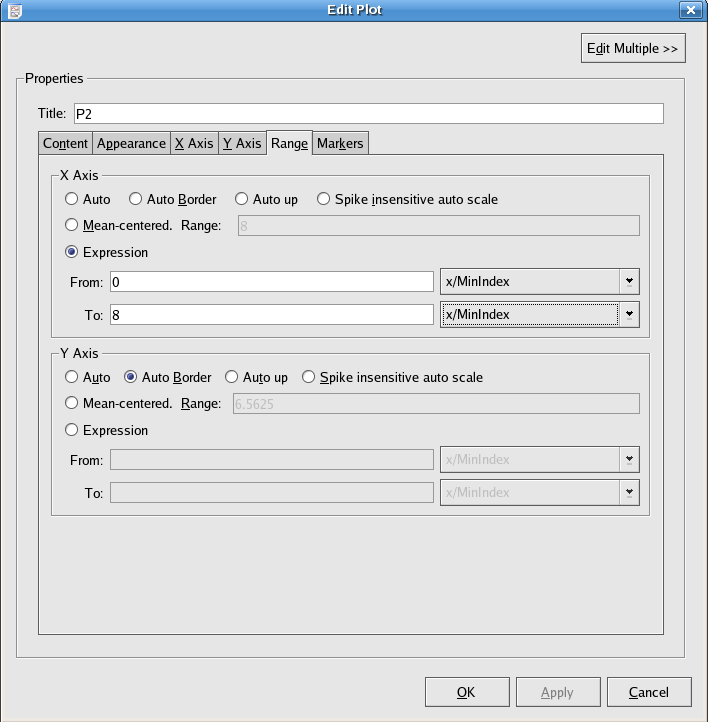 Edit Plot
Edit Multiple >>
Properties
Title: P2
Content Appearance X Axis Y Axis Range Markers
X Axis
Auto Auto Border Auto up Spike insensitive auto scale
Mean-centered. Range: 8
Expression
From: 0 x/MinIndex
To: 8 x/MinIndex
Y Axis
Auto Auto Border Auto up Spike insensitive auto scale
Mean-centered. Range: 6.5625
Expression
From: x/MinIndex
To: x/MinIndex
OK Apply Cancel